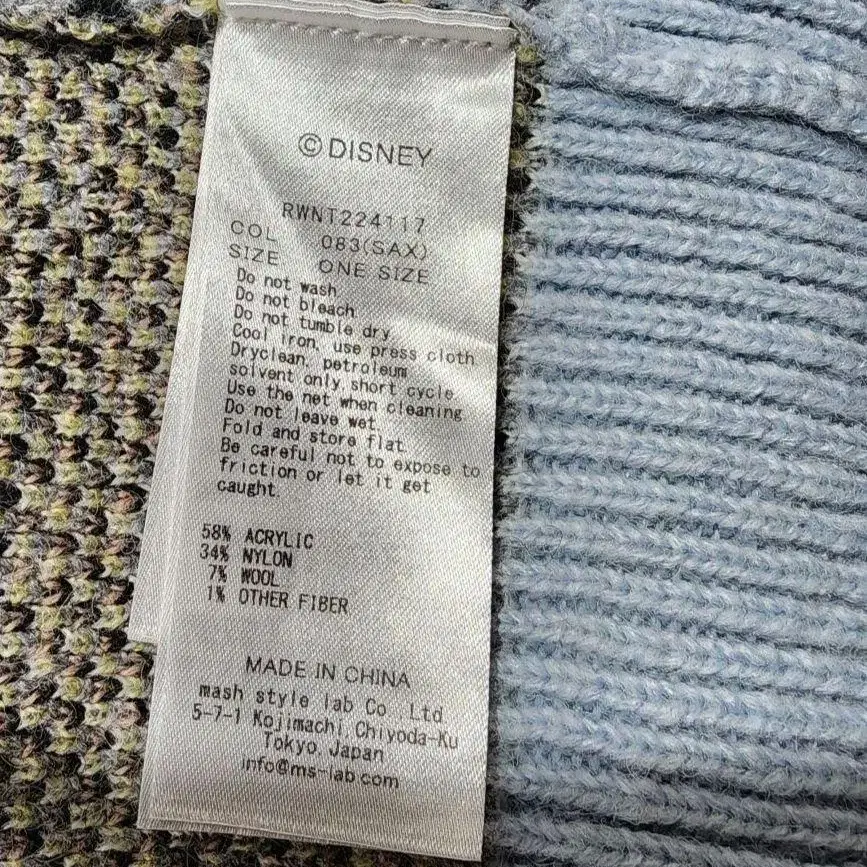 © DISNEY
RWNT224117
COL 083(SAX)
SIZE ONE SIZE
Do not wash
Do not bleach
Do not tumble dry
Cool iron, use press cloth
Dryclean, petroleum
solvent only short cycle
Use the net when cleaning
Do not leave wet.
Fold and store flat.
Be careful not to expose to
friction or let it get
caught.
58% ACRYLIC
34% NYLON
7% WOOL
1% OTHER FIBER
MADE IN CHINA
mash style lab Co.,Ltd.
5-7-1 Kojimachi,Chiyoda-Ku
Tokyo,Japan
info@ms-lab.com